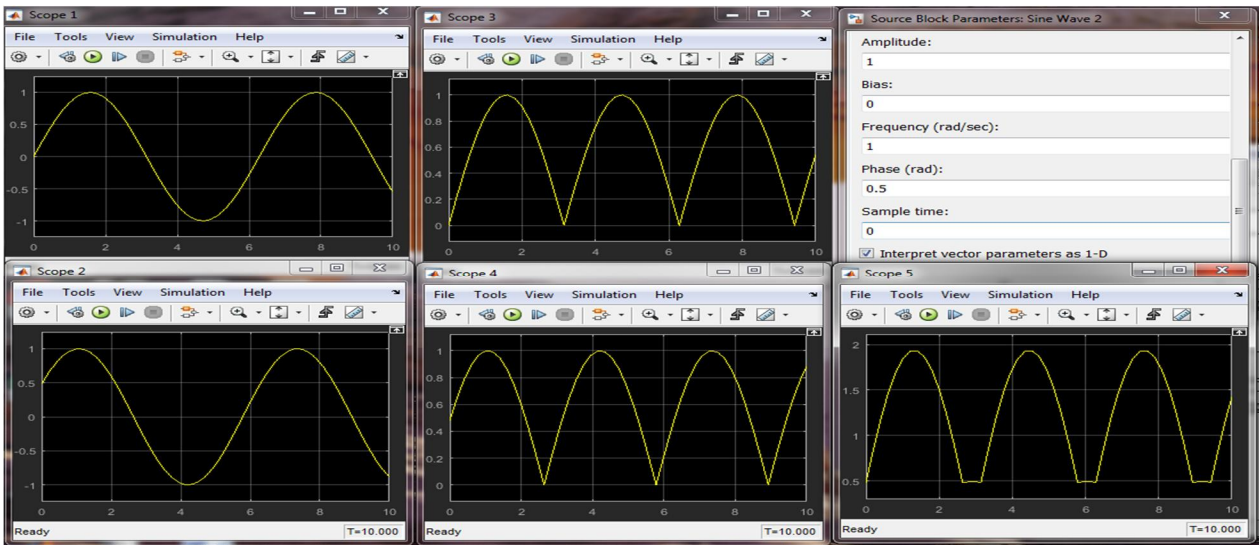 Scope 1
File Tools View Simulation Help
1
0.5
0
-0.5
-1
0 2 4 6 8 10
Scope 3
File Tools View Simulation Help
1
0.8
0.6
0.4
0.2
0
0 2 4 6 8 10
Source Block Parameters: Sine Wave 2
Amplitude:
1
Bias:
0
Frequency (rad/sec):
1
Phase (rad):
0.5
Sample time:
0
Interpret vector parameters as 1-D
Scope 2
File Tools View Simulation Help
1
0.5
0
-0.5
-1
0 2 4 6 8 10
Ready T=10.000
Scope 4
File Tools View Simulation Help
1
0.8
0.6
0.4
0.2
0
0 2 4 6 8 10
Ready T=10.000
Scope 5
File Tools View Simulation Help
2
1.5
1
0.5
0 2 4 6 8 10
Ready T=10.000